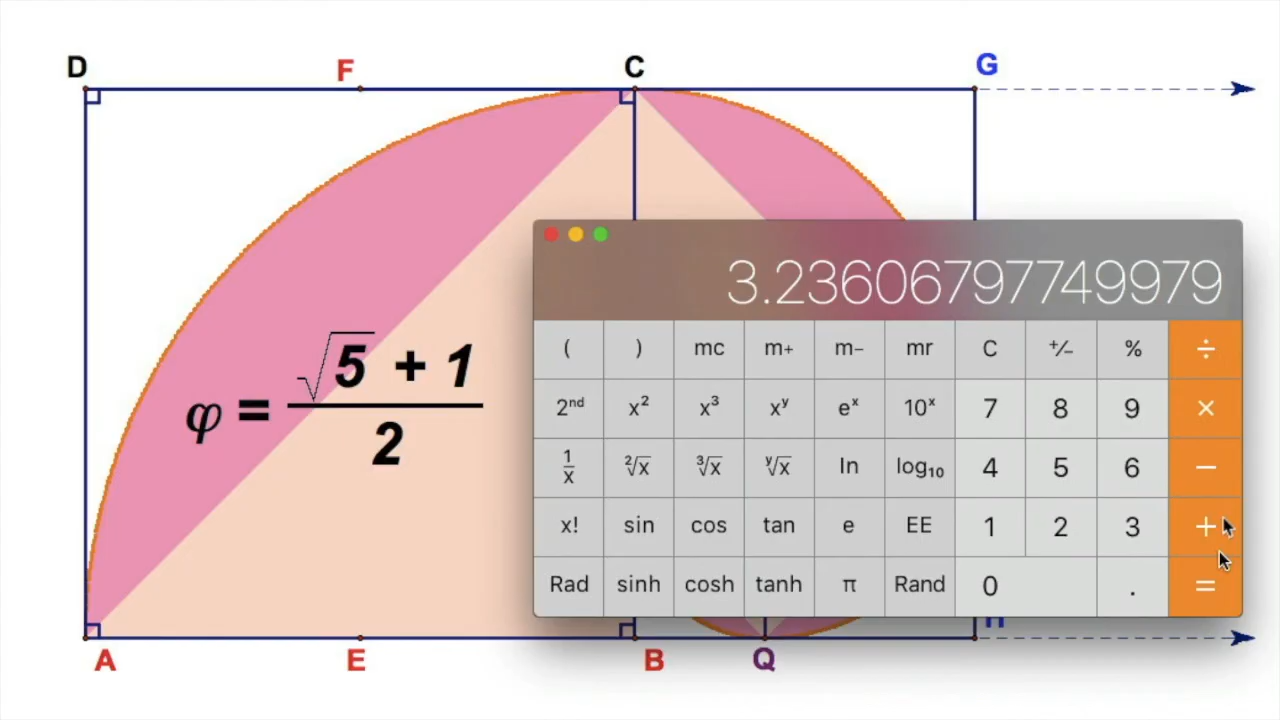 D F C G
3.23606797749979
( ) mc m+ m− mr C ⁺/₋ % ÷
2ⁿᵈ x² x³ xʸ eˣ 10ˣ 7 8 9 ×
1/x ²√x ³√x ʸ√x ln log₁₀ 4 5 6 −
x! sin cos tan e EE 1 2 3 +
Rad sinh cosh tanh π Rand 0 . =
φ = (√5 + 1)/2
A E B Q